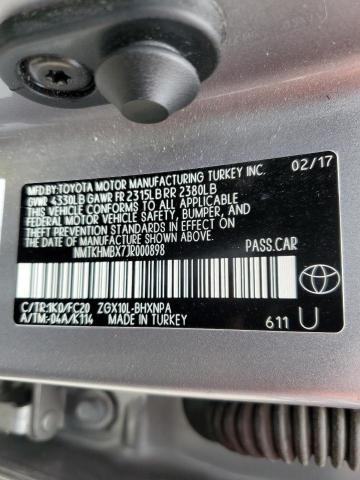 MFD.BY:TOYOTA MOTOR MANUFACTURING TURKEY INC. 02/17
GVWR 4330LB GAWR FR 2315LB RR 2380LB
THIS VEHICLE CONFORMS TO ALL APPLICABLE
FEDERAL MOTOR VEHICLE SAFETY, BUMPER, AND
THEFT PREVENTION STANDARDS IN EFFECT ON THE DATE
OF MANUFACTURE SHOWN ABOVE.
NMTKHMBX7JR000898 PASS.CAR
C/TR:1K0/FC20 ZGX10L-BHXNPA
A/TM:-04A/K114 MADE IN TURKEY 611 U